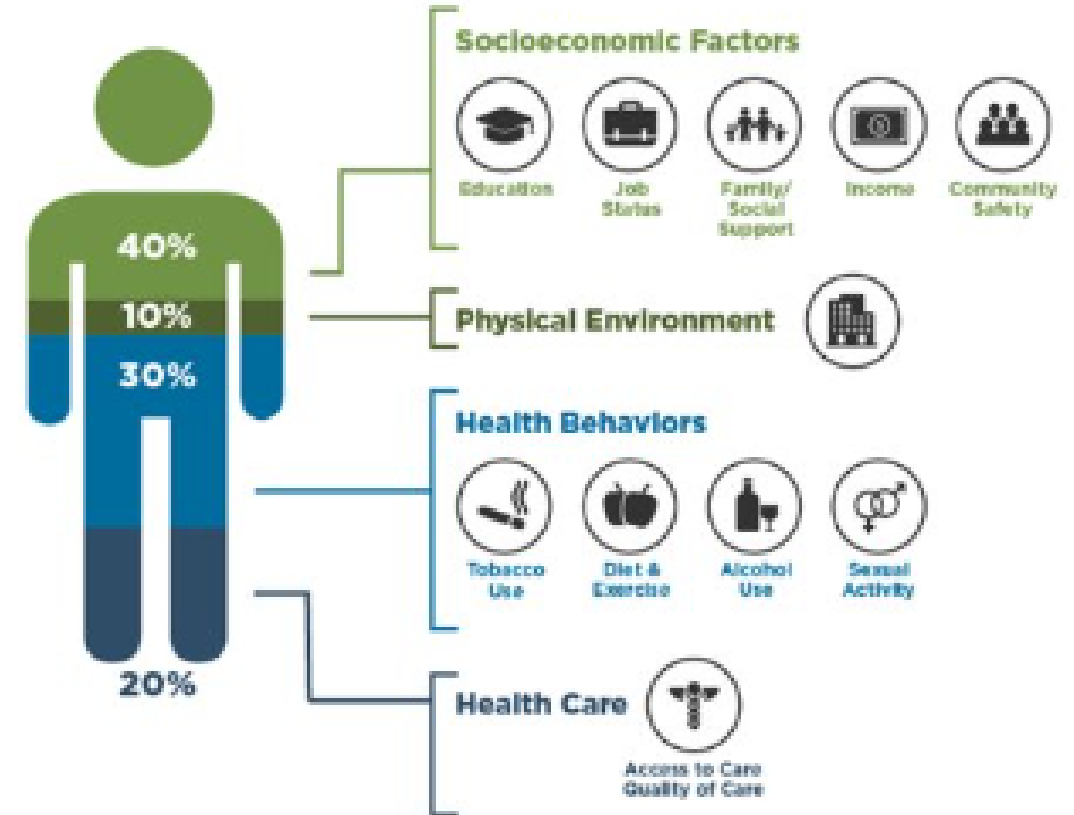 Socioeconomic Factors
Education
Job
Status
Family/
Social
Support
Income
Community
Safety
40%
10%
Physical Environment
30%
Health Behaviors
Tobacco
Use
Diet &
Exercise
Alcohol
Use
Sexual
Activity
20%
Health Care
Access to Care
Quality of Care